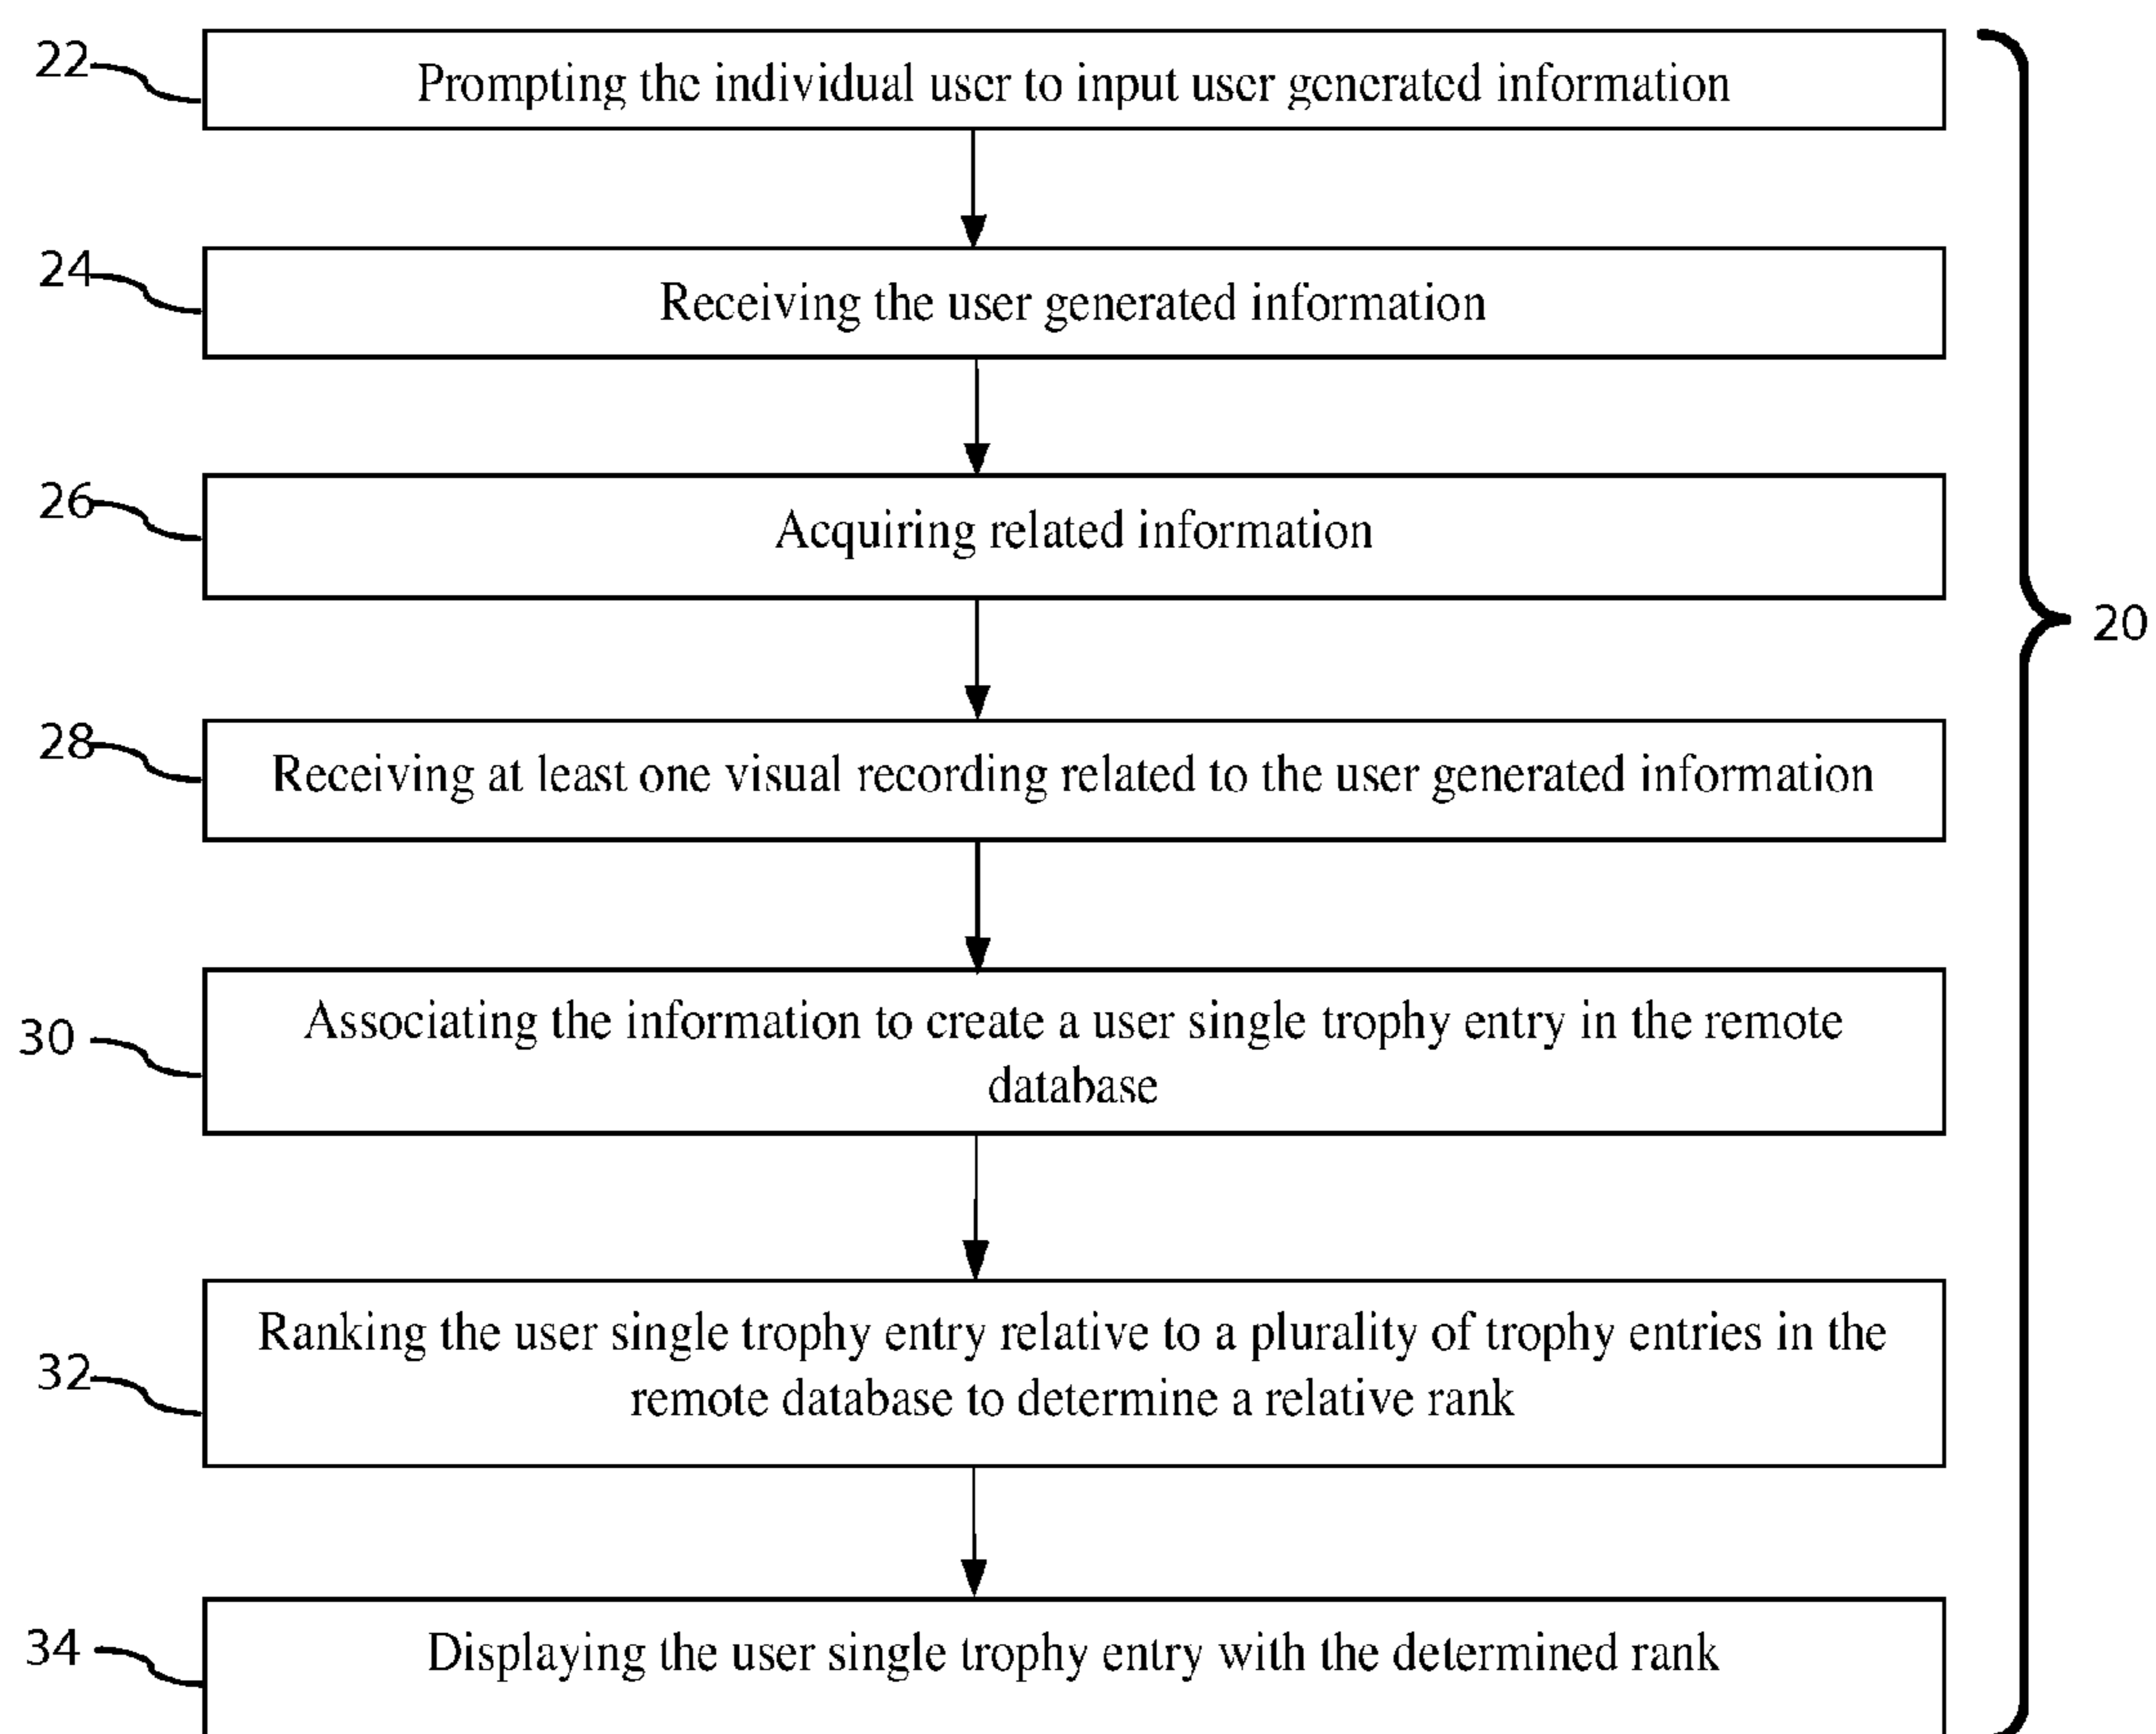 22
Prompting the individual user to input user generated information
24
Receiving the user generated information
26
Acquiring related information
20
28
Receiving at least one visual recording related to the user generated information
30
Associating the information to create a user single trophy entry in the remote
database
32
Ranking the user single trophy entry relative to a plurality of trophy entries in the
remote database to determine a relative rank
34
Displaying the user single trophy entry with the determined rank